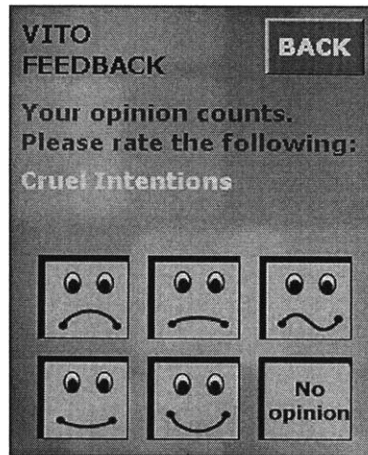 VITO
FEEDBACK
BACK
Your opinion counts.
Please rate the following:
Cruel Intentions
No
opinion